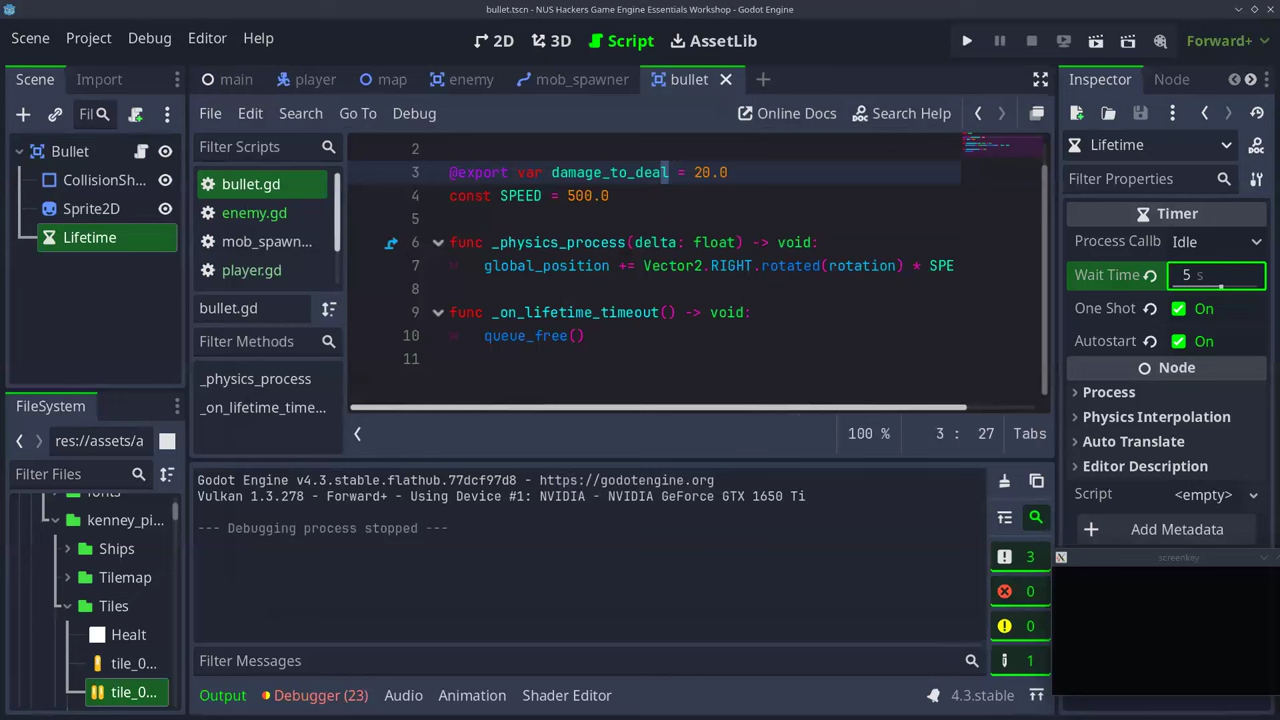 bullet.tscn - NUS Hackers Game Engine Essentials Workshop - Godot Engine
Scene Project Debug Editor Help
2D 3D Script AssetLib
Forward+
Scene Import
main player map enemy mob_spawner bullet
Inspector Node
Fil
File Edit Search Go To Debug
Online Docs Search Help
Bullet
CollisionSh...
Sprite2D
Lifetime
Filter Scripts
bullet.gd
enemy.gd
mob_spawn...
player.gd
bullet.gd
Filter Methods
_physics_process
_on_lifetime_time...
2
3 @export var damage_to_deal = 20.0
4 const SPEED = 500.0
5
6 func _physics_process(delta: float) -> void:
7 global_position += Vector2.RIGHT.rotated(rotation) * SPE
8
9 func _on_lifetime_timeout() -> void:
10 queue_free()
11
100 % 3 : 27 Tabs
Lifetime
Filter Properties
Timer
Process Callb Idle
Wait Time 5 s
One Shot On
Autostart On
Node
Process
Physics Interpolation
Auto Translate
Editor Description
Script <empty>
Add Metadata
FileSystem
res://assets/a
Filter Files
fonts
kenney_pi...
Ships
Tilemap
Tiles
Healt
tile_0...
tile_0...
Godot Engine v4.3.stable.flathub.77dcf97d8 - https://godotengine.org
Vulkan 1.3.278 - Forward+ - Using Device #1: NVIDIA - NVIDIA GeForce GTX 1650 Ti
--- Debugging process stopped ---
3
0
0
1
Filter Messages
Output Debugger (23) Audio Animation Shader Editor
4.3.stable
screenkey